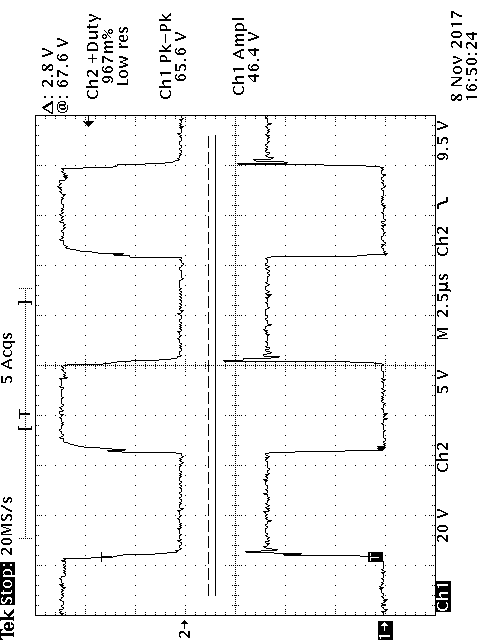 Tek Stop: 20MS/s 5 Acqs
[ T ]
Δ: 2.8 V
@: 67.6 V
Ch2 +Duty
967m%
Low res
Ch1 Pk-Pk
65.6 V
Ch1 Ampl
46.4 V
2→
1→
Ch1 20 V Ch2 5 V M 2.5µs Ch2 9.5 V
8 Nov 2017
16:50:24